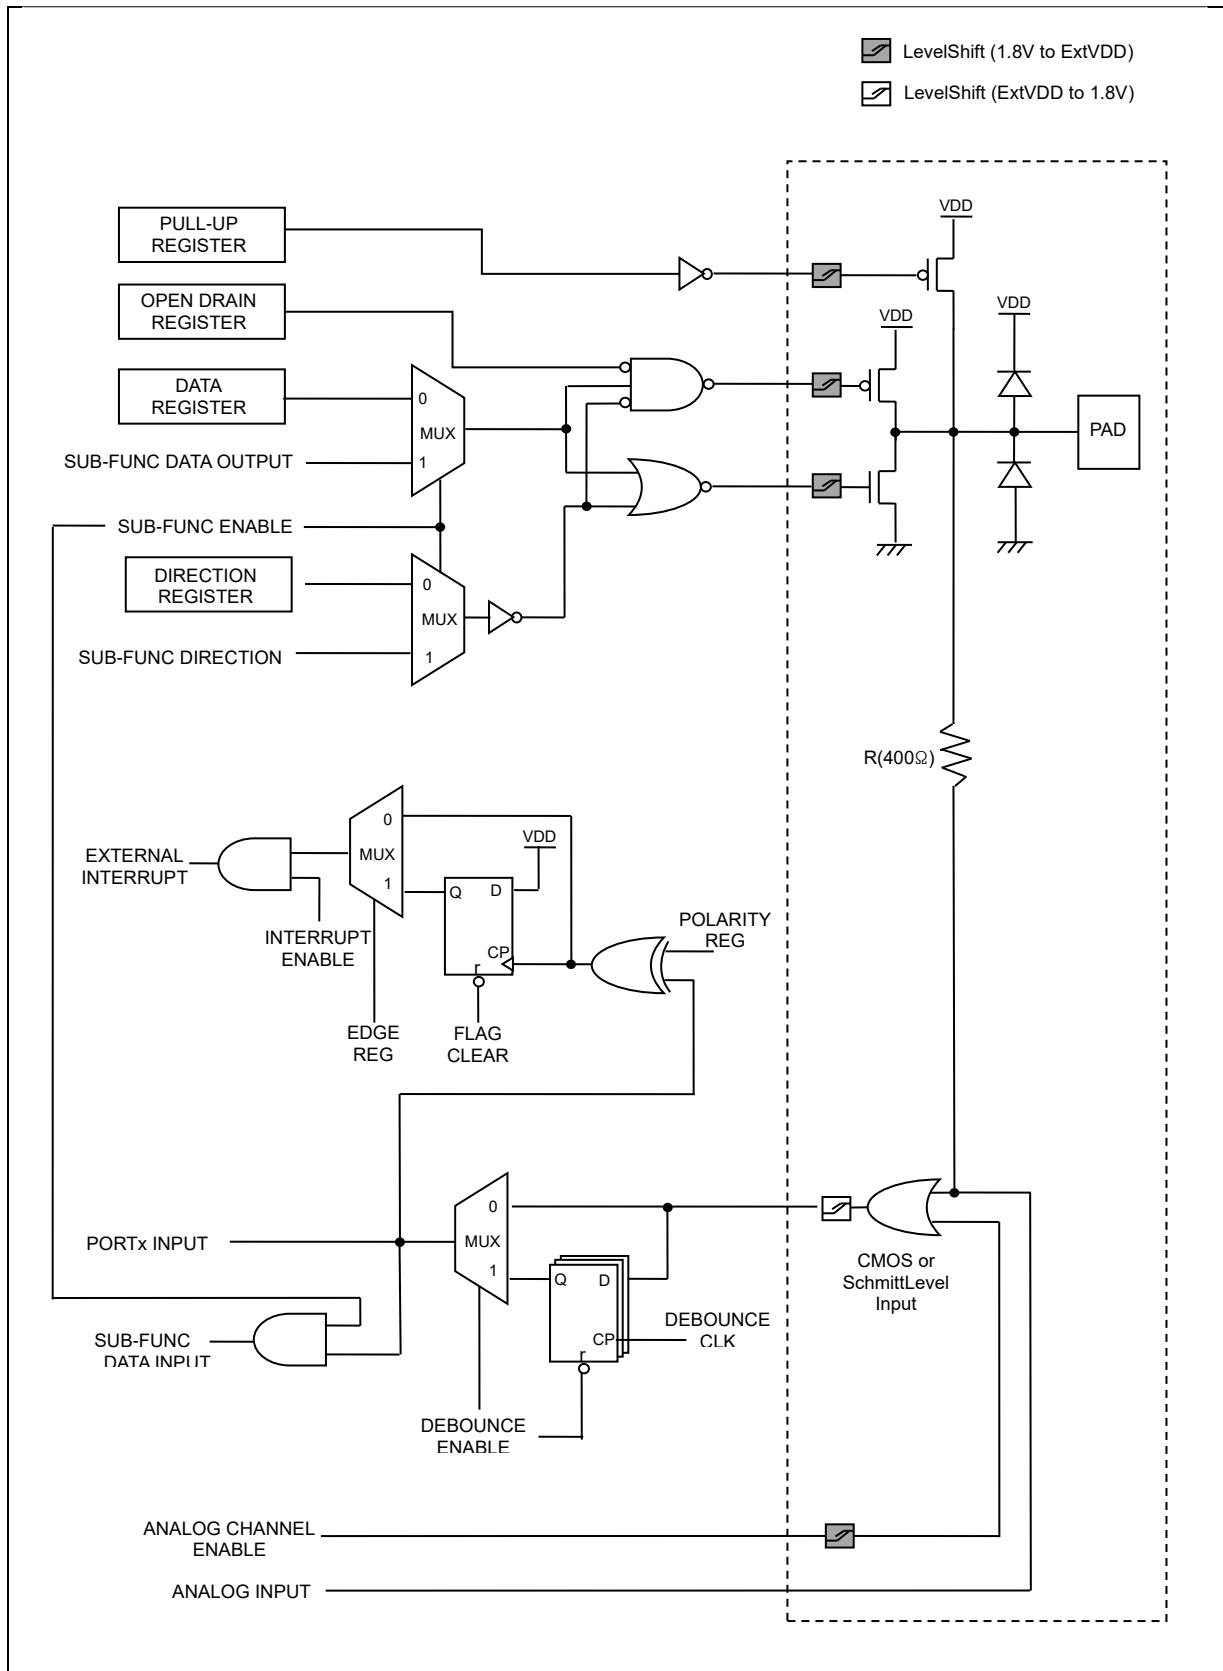 LevelShift (1.8V to ExtVDD)
LevelShift (ExtVDD to 1.8V)
PULL-UP
REGISTER
VDD
OPEN DRAIN
REGISTER
VDD
VDD
DATA
REGISTER
0
MUX
1
PAD
SUB-FUNC DATA OUTPUT
SUB-FUNC ENABLE
DIRECTION
REGISTER
0
MUX
1
SUB-FUNC DIRECTION
R(400Ω)
EXTERNAL
INTERRUPT
0
MUX
1
VDD
Q
D
CP
r
POLARITY
REG
INTERRUPT
ENABLE
EDGE
REG
FLAG
CLEAR
PORTx INPUT
0
MUX
1
Q
D
CP
r
CMOS or
SchmittLevel
Input
DEBOUNCE
CLK
SUB-FUNC
DATA INPUT
DEBOUNCE
ENABLE
ANALOG CHANNEL
ENABLE
ANALOG INPUT